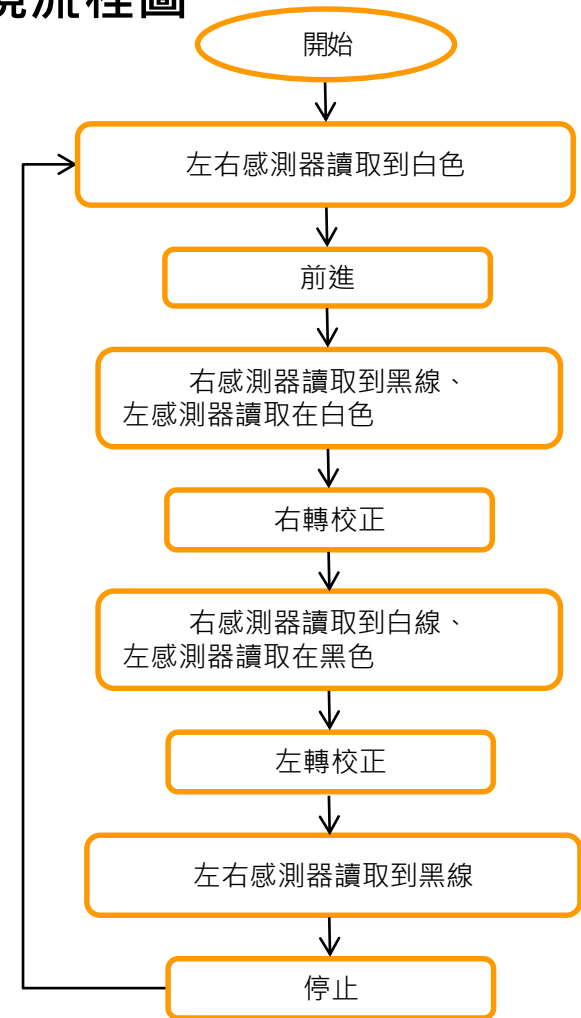 流程圖
開始
左右感測器讀取到白色
前進
右感測器讀取到黑線、
左感測器讀取在白色
右轉校正
右感測器讀取到白線、
左感測器讀取在黑色
左轉校正
左右感測器讀取到黑線
停止